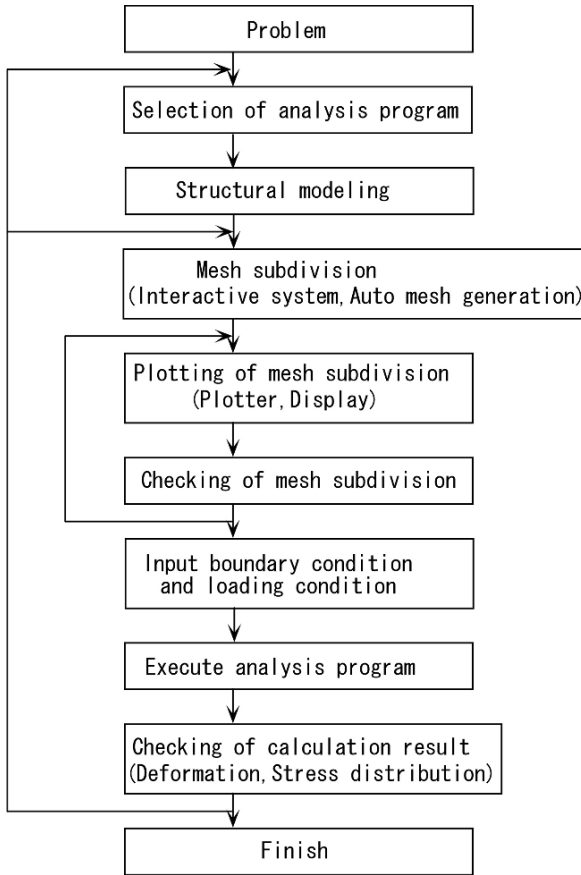 Problem
Selection of analysis program
Structural modeling
Mesh subdivision
(Interactive system, Auto mesh generation)
Plotting of mesh subdivision
(Plotter, Display)
Checking of mesh subdivision
Input boundary condition
and loading condition
Execute analysis program
Checking of calculation result
(Deformation, Stress distribution)
Finish